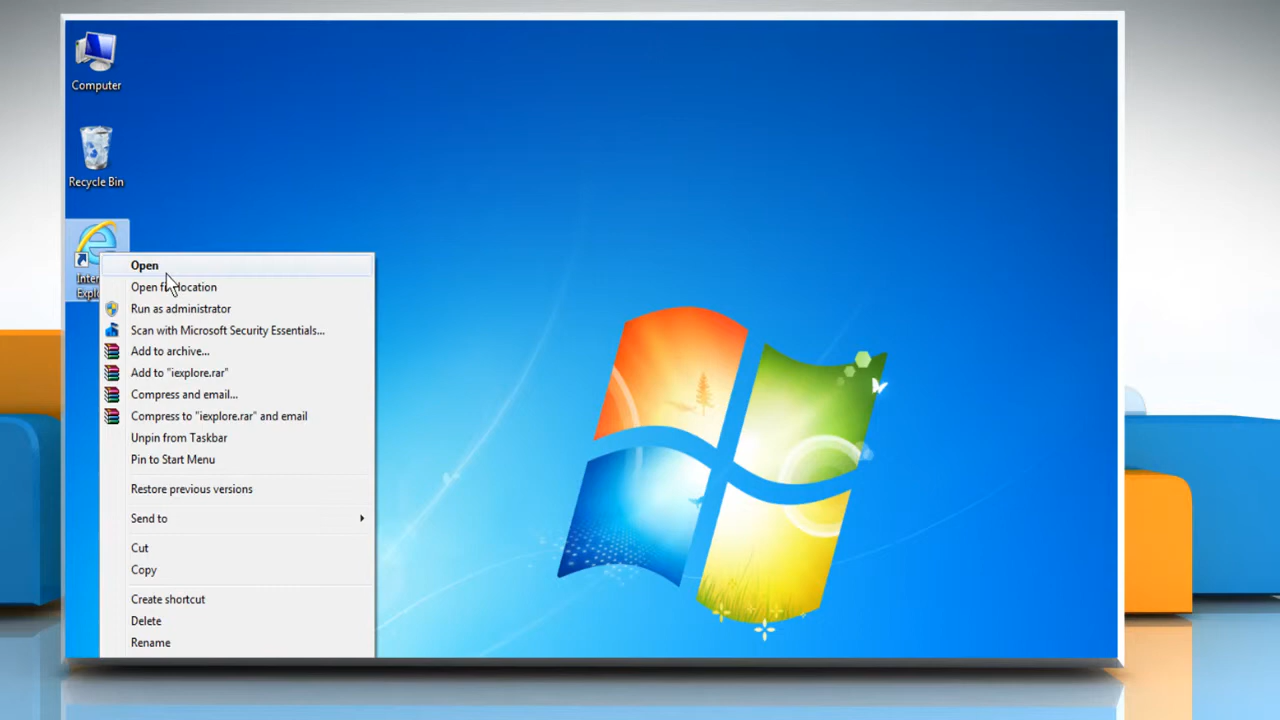 Computer
Recycle Bin
Open
Open location
Run as administrator
Scan with Microsoft Security Essentials...
Add to archive...
Add to "iexplore.rar"
Compress and email...
Compress to "iexplore.rar" and email
Unpin from Taskbar
Pin to Start Menu
Restore previous versions
Send to
Cut
Copy
Create shortcut
Delete
Rename